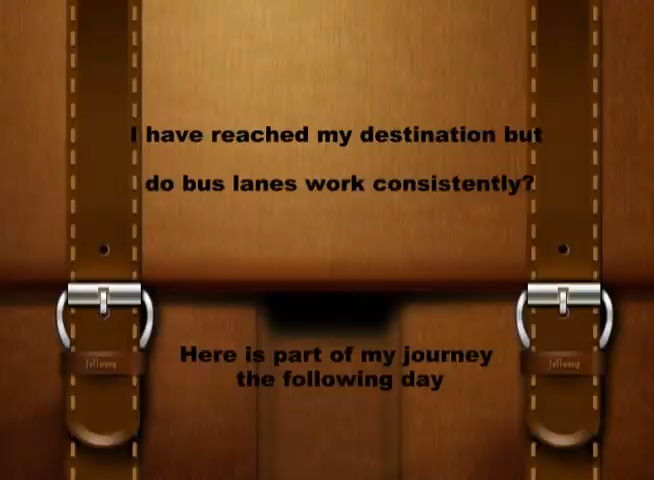 I have reached my destination but
do bus lanes work consistently?
Here is part of my journey
the following day